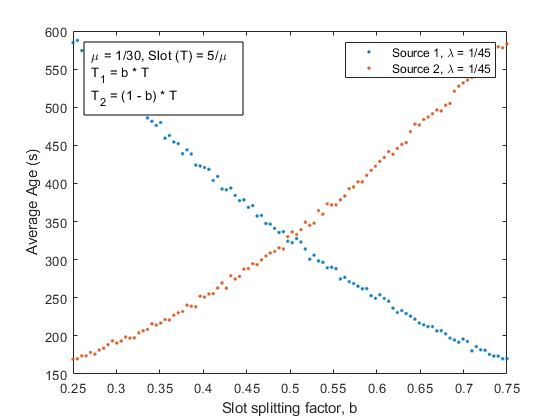 600
550
500
450
400
350
300
250
200
150
Average Age (s)
μ = 1/30, Slot (T) = 5/μ
T1 = b * T
T2 = (1 - b) * T
Source 1, λ = 1/45
Source 2, λ = 1/45
0.25 0.3 0.35 0.4 0.45 0.5 0.55 0.6 0.65 0.7 0.75
Slot splitting factor, b